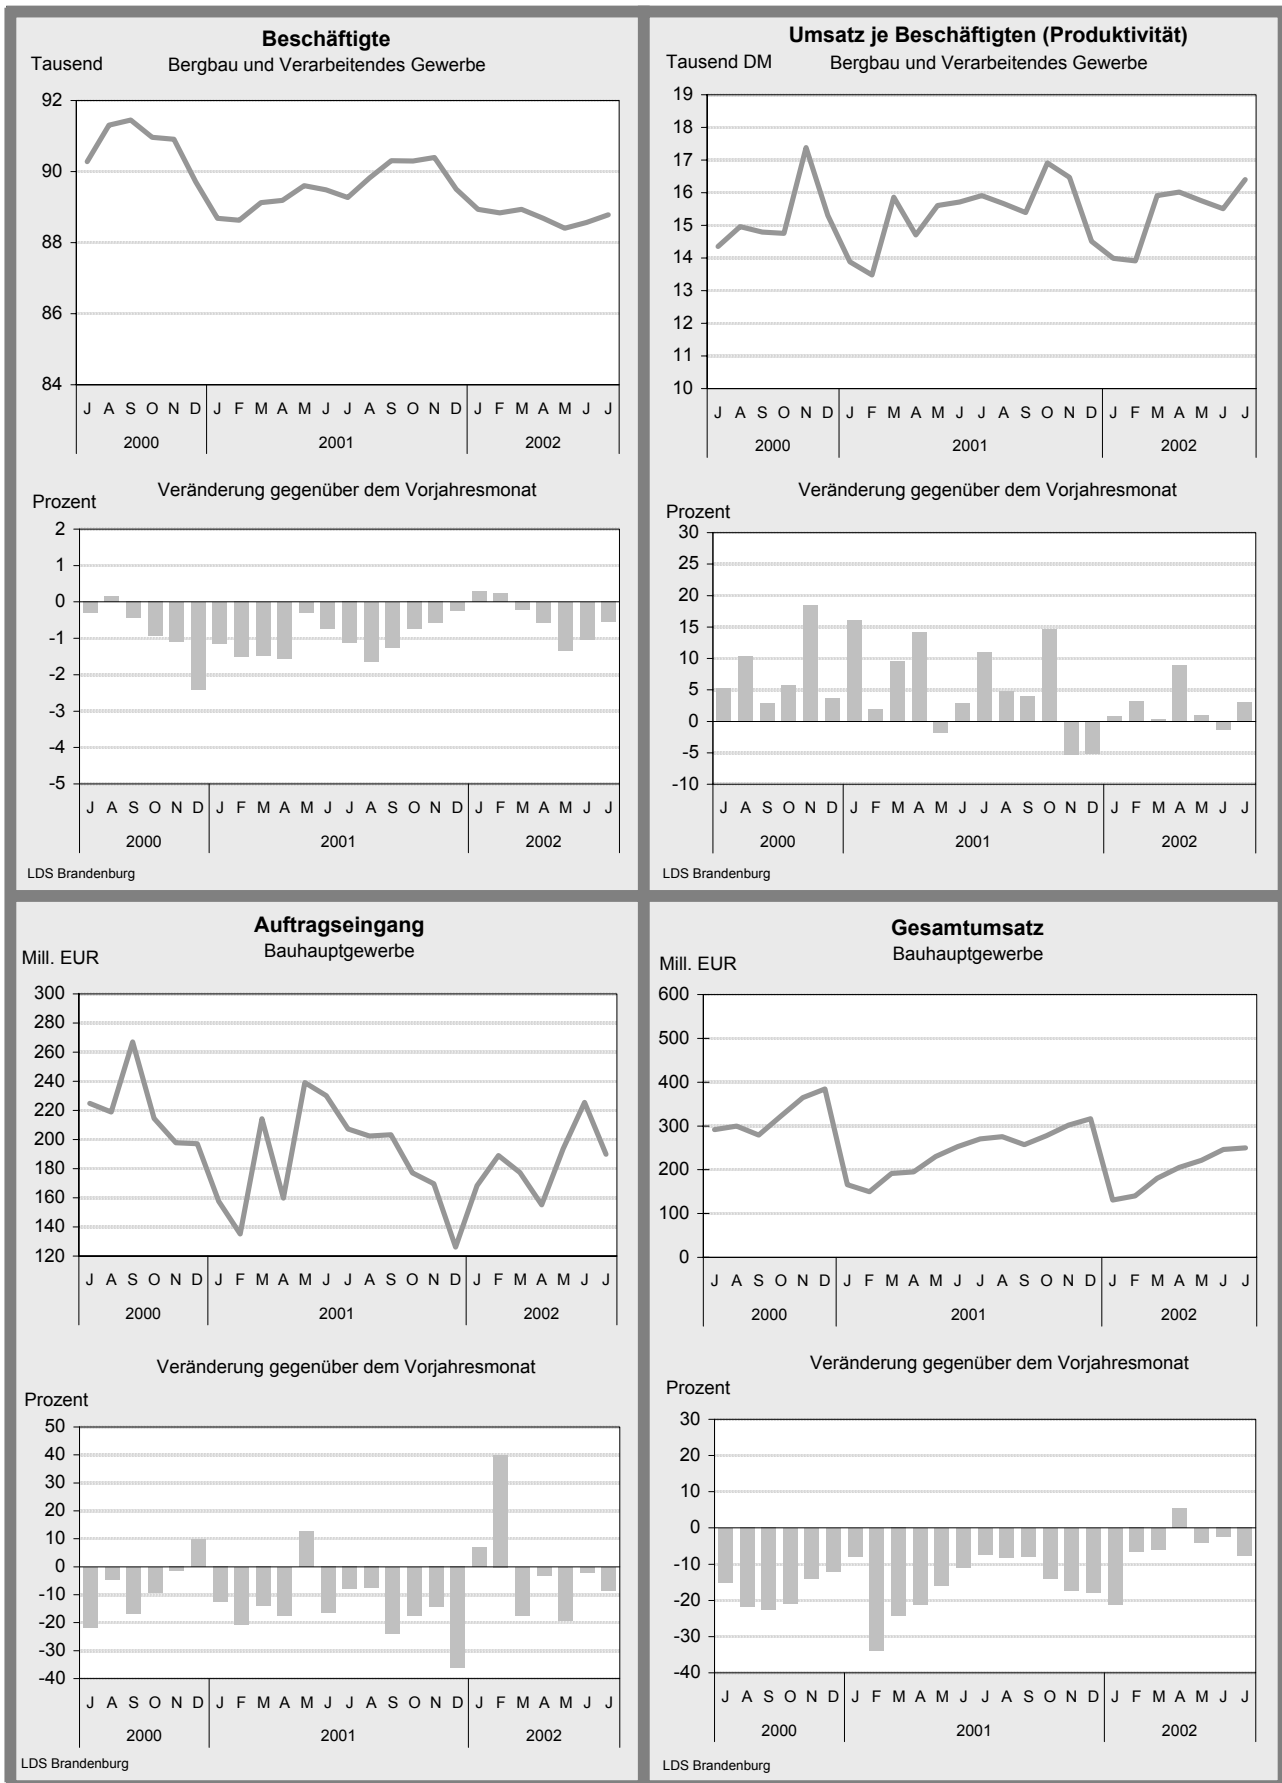 Beschäftigte
Tausend
Bergbau und Verarbeitendes Gewerbe
92
90
88
86
84
J A S O N D J F M A M J J A S O N D J F M A M J J
2000 2001 2002
Veränderung gegenüber dem Vorjahresmonat
Prozent
2
1
0
-1
-2
-3
-4
-5
J A S O N D J F M A M J J A S O N D J F M A M J J
2000 2001 2002
LDS Brandenburg
Umsatz je Beschäftigten (Produktivität)
Tausend DM
Bergbau und Verarbeitendes Gewerbe
19
18
17
16
15
14
13
12
11
10
J A S O N D J F M A M J J A S O N D J F M A M J J
2000 2001 2002
Veränderung gegenüber dem Vorjahresmonat
Prozent
30
25
20
15
10
5
0
-5
-10
J A S O N D J F M A M J J A S O N D J F M A M J J
2000 2001 2002
LDS Brandenburg
Auftragseingang
Bauhauptgewerbe
Mill. EUR
300
280
260
240
220
200
180
160
140
120
J A S O N D J F M A M J J A S O N D J F M A M J J
2000 2001 2002
Veränderung gegenüber dem Vorjahresmonat
Prozent
50
40
30
20
10
0
-10
-20
-30
-40
J A S O N D J F M A M J J A S O N D J F M A M J J
2000 2001 2002
LDS Brandenburg
Gesamtumsatz
Bauhauptgewerbe
Mill. EUR
600
500
400
300
200
100
0
J A S O N D J F M A M J J A S O N D J F M A M J J
2000 2001 2002
Veränderung gegenüber dem Vorjahresmonat
Prozent
30
20
10
0
-10
-20
-30
-40
J A S O N D J F M A M J J A S O N D J F M A M J J
2000 2001 2002
LDS Brandenburg